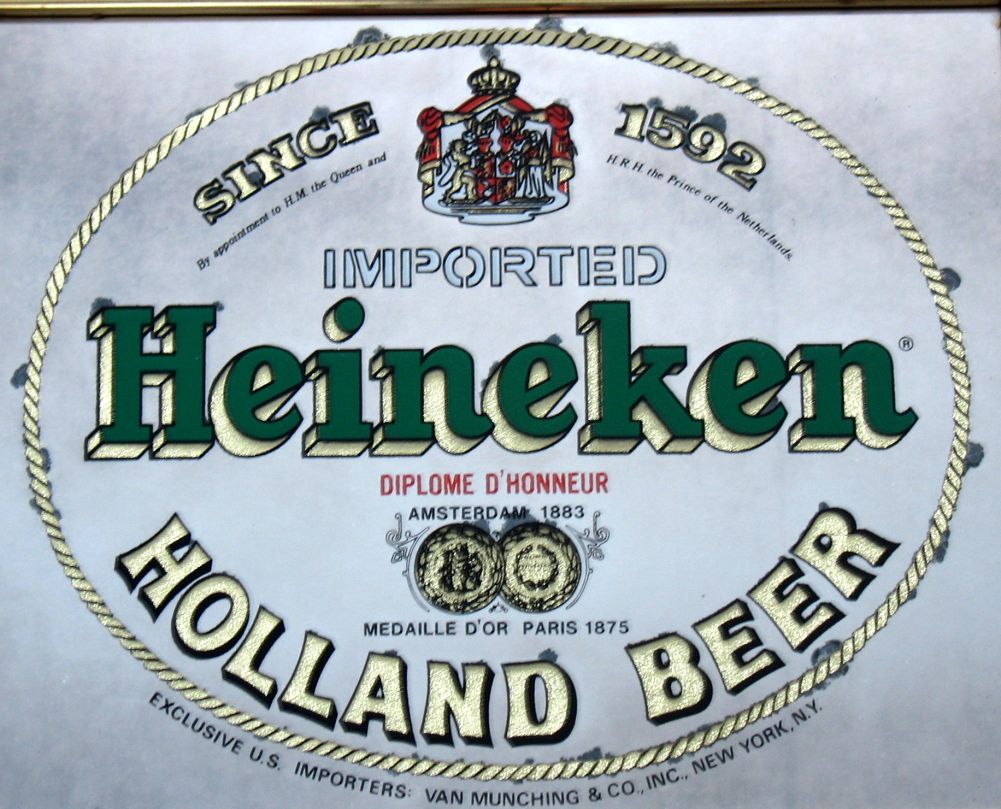 SINCE 1592
By appointment to H.M. the Queen and H.R.H. the Prince of the Netherlands.
IMPORTED
Heineken®
DIPLOME D'HONNEUR
AMSTERDAM 1883
MEDAILLE D'OR PARIS 1875
HOLLAND BEER
EXCLUSIVE U.S. IMPORTERS: VAN MUNCHING & CO., INC., NEW YORK, N.Y.